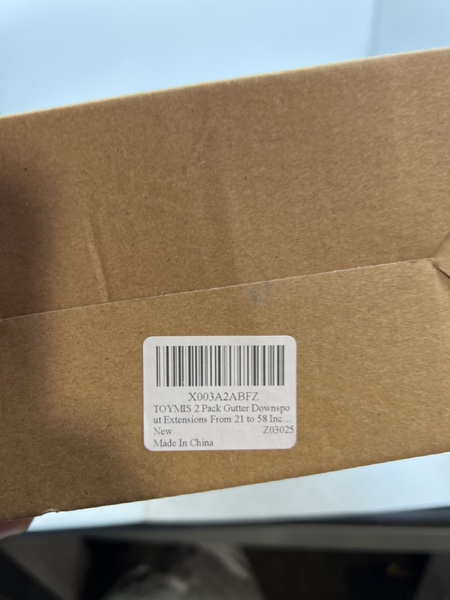 X003A2ABFZ
TOYMIS 2 Pack Gutter Downspo
ut Extensions From 21 to 58 Inc...
New Z03025
Made In China